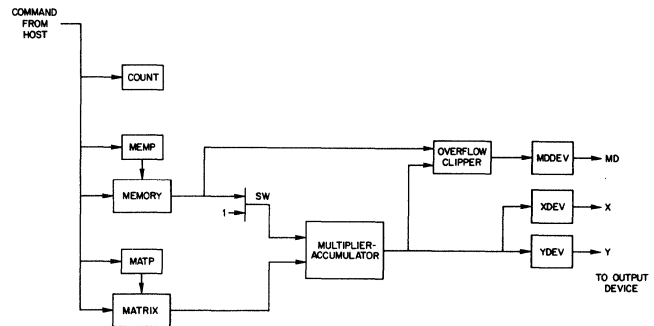 COMMAND
FROM
HOST
COUNT
MEMP
MEMORY
SW
1
MATP
MATRIX
MULTIPLIER-
ACCUMULATOR
OVERFLOW
CLIPPER
MDDEV
MD
XDEV
X
YDEV
Y
TO OUTPUT
DEVICE